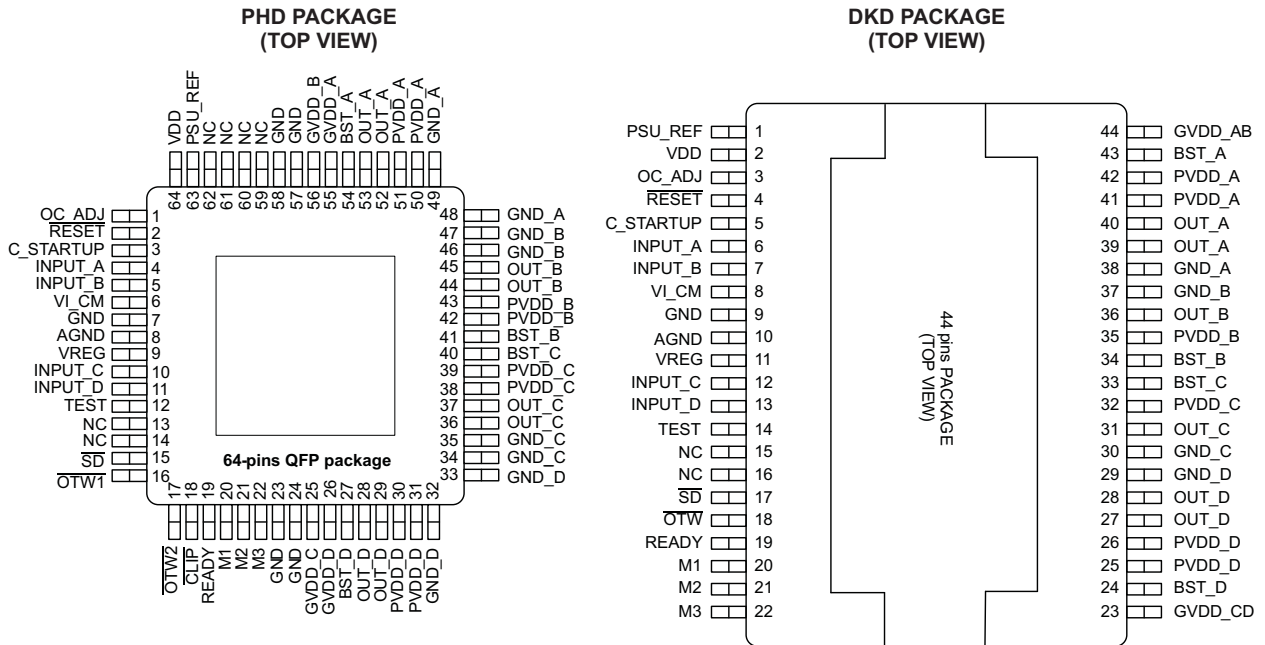 PHD PACKAGE
(TOP VIEW)
VDD
PSU_REF
NC
NC
NC
NC
GND
GND
GVDD_B
GVDD_A
BST_A
OUT_A
OUT_A
PVDD_A
PVDD_A
GND_A
64
63
62
61
60
59
58
57
56
55
54
53
52
51
50
49
OC_ADJ 1
RESET 2
C_STARTUP 3
INPUT_A 4
INPUT_B 5
VI_CM 6
GND 7
AGND 8
VREG 9
INPUT_C 10
INPUT_D 11
TEST 12
NC 13
NC 14
SD 15
OTW1 16
48 GND_A
47 GND_B
46 GND_B
45 OUT_B
44 OUT_B
43 PVDD_B
42 PVDD_B
41 BST_B
40 BST_C
39 PVDD_C
38 PVDD_C
37 OUT_C
36 OUT_C
35 GND_C
34 GND_C
33 GND_D
64-pins QFP package
17
18
19
20
21
22
23
24
25
26
27
28
29
30
31
32
OTW2
CLIP
READY
M1
M2
M3
GND
GND
GVDD_C
GVDD_D
BST_D
OUT_D
OUT_D
PVDD_D
PVDD_D
GND_D
DKD PACKAGE
(TOP VIEW)
PSU_REF 1
VDD 2
OC_ADJ 3
RESET 4
C_STARTUP 5
INPUT_A 6
INPUT_B 7
VI_CM 8
GND 9
AGND 10
VREG 11
INPUT_C 12
INPUT_D 13
TEST 14
NC 15
NC 16
SD 17
OTW 18
READY 19
M1 20
M2 21
M3 22
44 pins PACKAGE
(TOP VIEW)
44 GVDD_AB
43 BST_A
42 PVDD_A
41 PVDD_A
40 OUT_A
39 OUT_A
38 GND_A
37 GND_B
36 OUT_B
35 PVDD_B
34 BST_B
33 BST_C
32 PVDD_C
31 OUT_C
30 GND_C
29 GND_D
28 OUT_D
27 OUT_D
26 PVDD_D
25 PVDD_D
24 BST_D
23 GVDD_CD